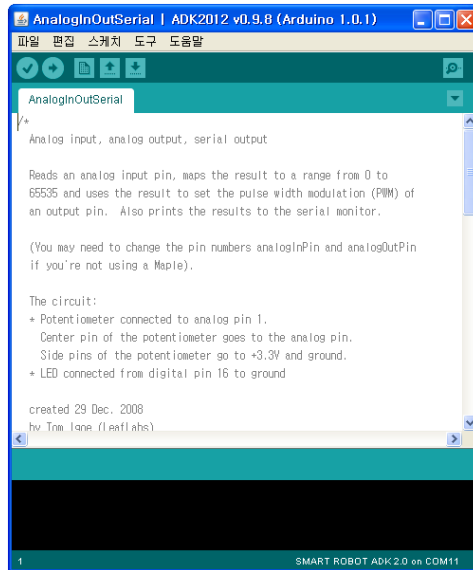 AnalogInOutSerial | ADK2012 v0.9.8 (Arduino 1.0.1)
파일 편집 스케치 도구 도움말
AnalogInOutSerial
/*
Analog input, analog output, serial output
Reads an analog input pin, maps the result to a range from 0 to
65535 and uses the result to set the pulse width modulation (PWM) of
an output pin. Also prints the results to the serial monitor.
(You may need to change the pin numbers analogInPin and analogOutPin
if you're not using a Maple).
The circuit:
* Potentiometer connected to analog pin 1.
Center pin of the potentiometer goes to the analog pin.
Side pins of the potentiometer go to +3.3V and ground.
* LED connected from digital pin 16 to ground
created 29 Dec. 2008
by Tom Igoe (LeafLabs)
1 SMART ROBOT ADK2.0 on COM11